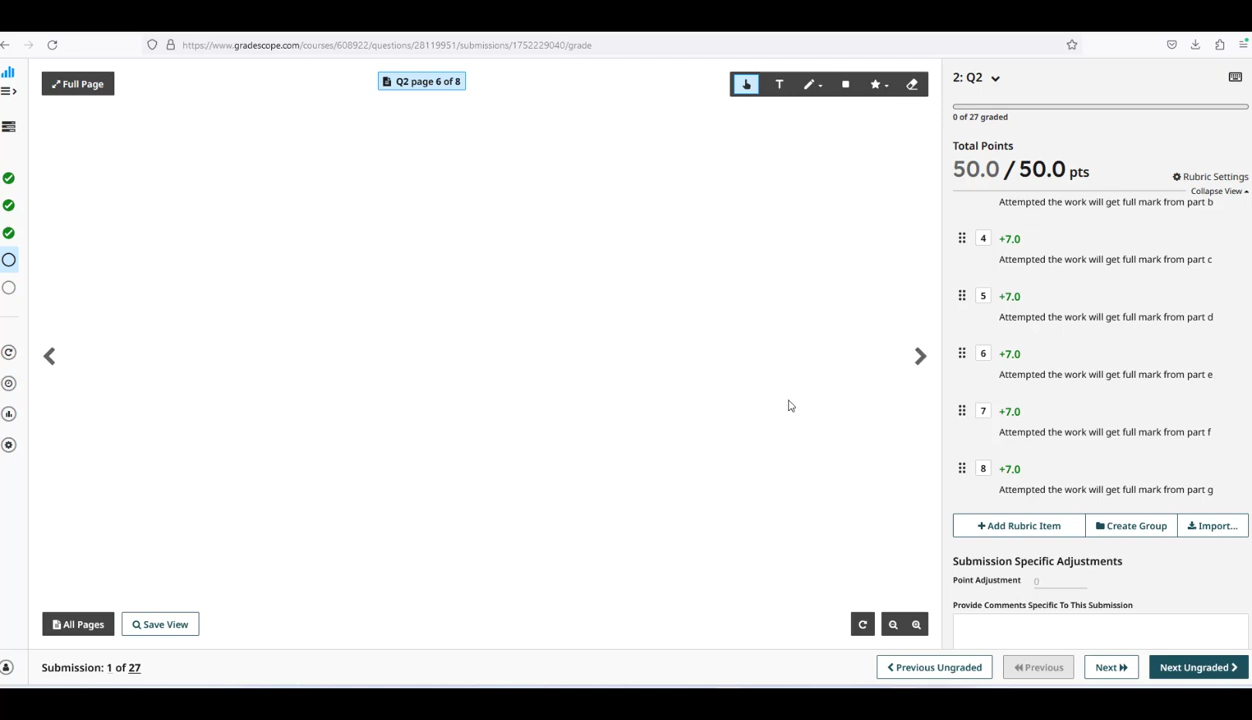 https://www.gradescope.com/courses/608922/questions/28119951/submissions/1752229040/grade
Full Page
Q2 page 6 of 8
T
2: Q2
0 of 27 graded
Total Points
50.0 / 50.0 pts
Rubric Settings
Collapse View
Attempted the work will get full mark from part b
4 +7.0
Attempted the work will get full mark from part c
5 +7.0
Attempted the work will get full mark from part d
6 +7.0
Attempted the work will get full mark from part e
7 +7.0
Attempted the work will get full mark from part f
8 +7.0
Attempted the work will get full mark from part g
+ Add Rubric Item Create Group Import...
Submission Specific Adjustments
Point Adjustment 0
Provide Comments Specific To This Submission
All Pages Save View
Submission: 1 of 27
Previous Ungraded Previous Next Next Ungraded